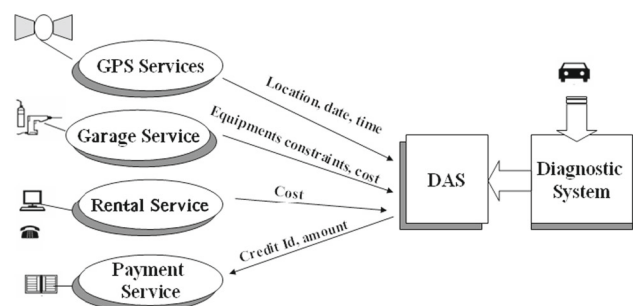 GPS Services
Location, date, time
Garage Service
Equipments constraints, cost
Rental Service
Cost
Credit Id, amount
Payment
Service
DAS
Diagnostic
System